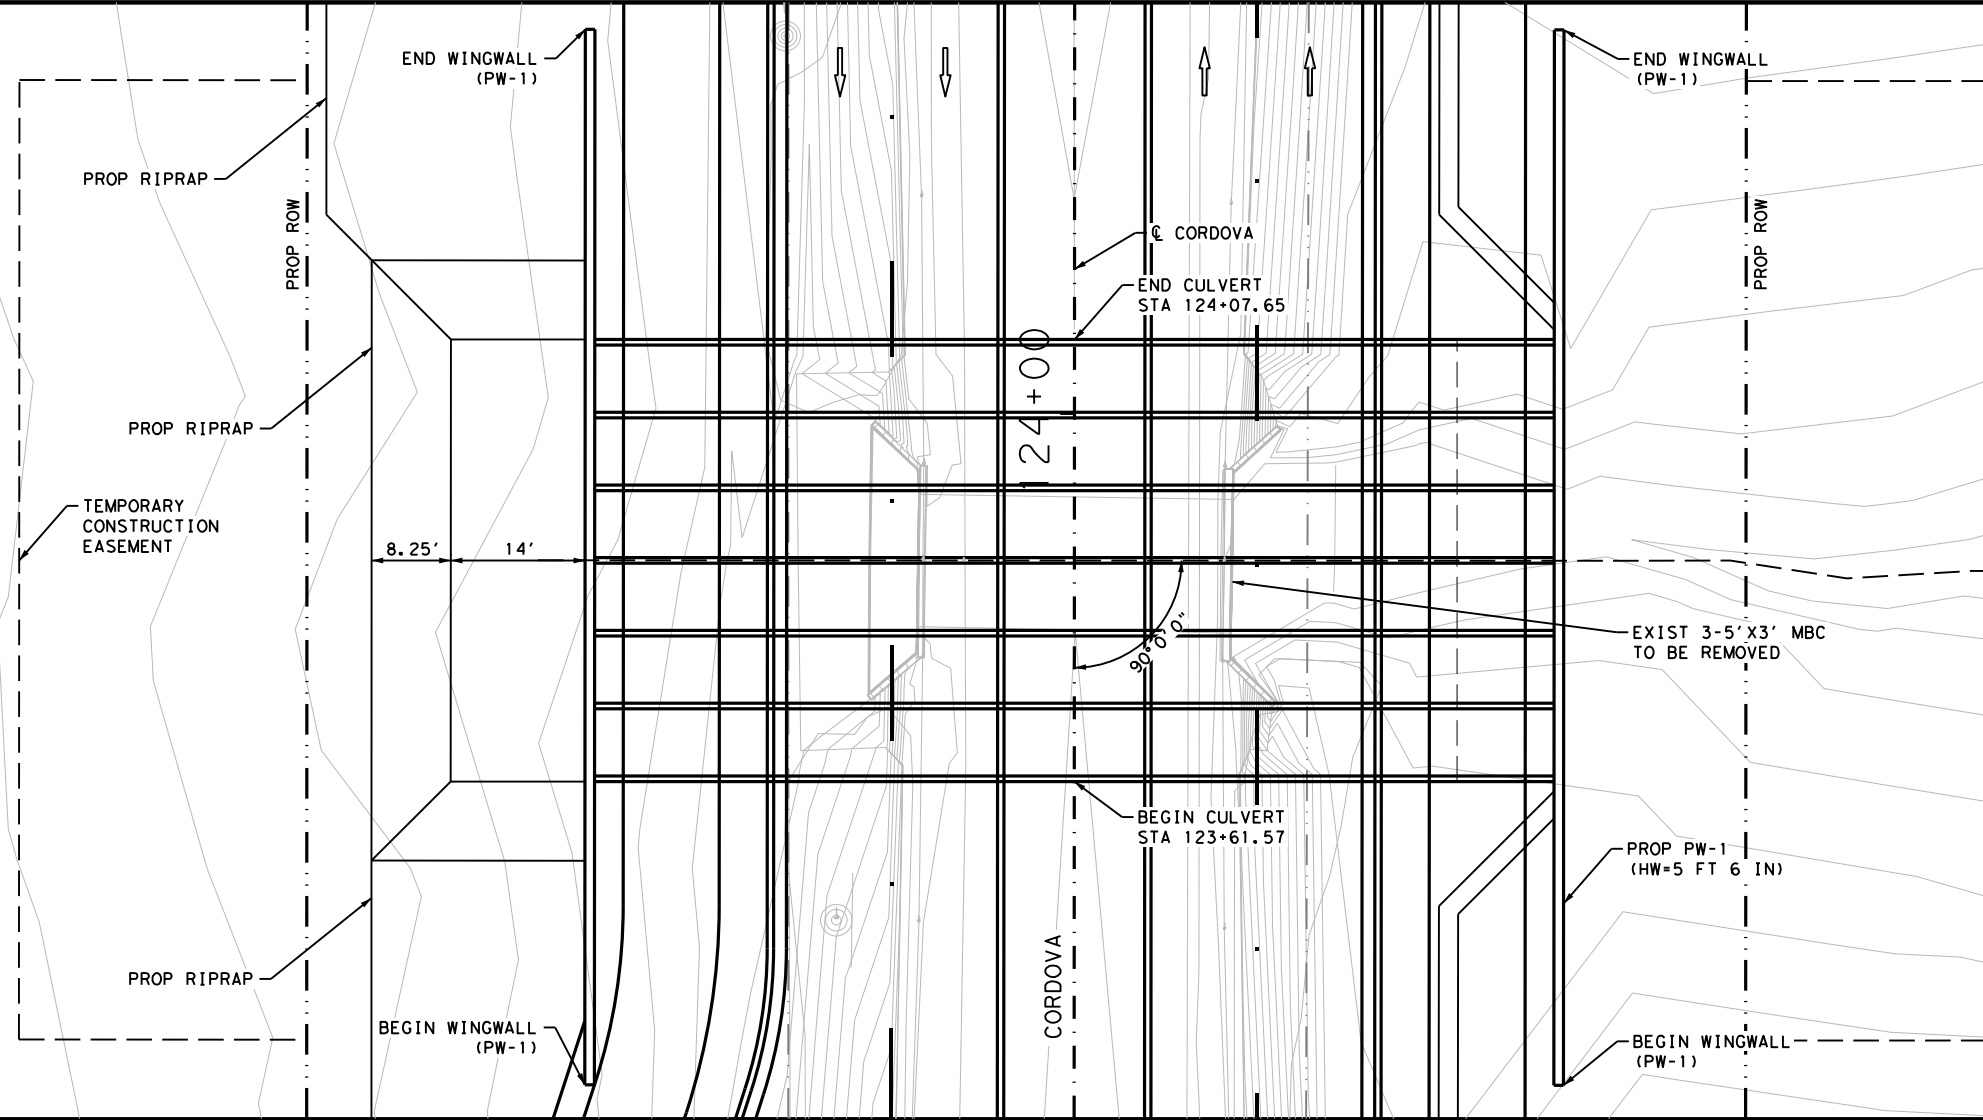 END WINGWALL
(PW-1)
END WINGWALL
(PW-1)
PROP RIPRAP
PROP ROW
PROP ROW
℄ CORDOVA
END CULVERT
STA 124+07.65
124+00
PROP RIPRAP
TEMPORARY
CONSTRUCTION
EASEMENT
8.25'
14'
90°0'0"
EXIST 3-5'X3' MBC
TO BE REMOVED
BEGIN CULVERT
STA 123+61.57
PROP PW-1
(HW=5 FT 6 IN)
CORDOVA
PROP RIPRAP
BEGIN WINGWALL
(PW-1)
BEGIN WINGWALL
(PW-1)